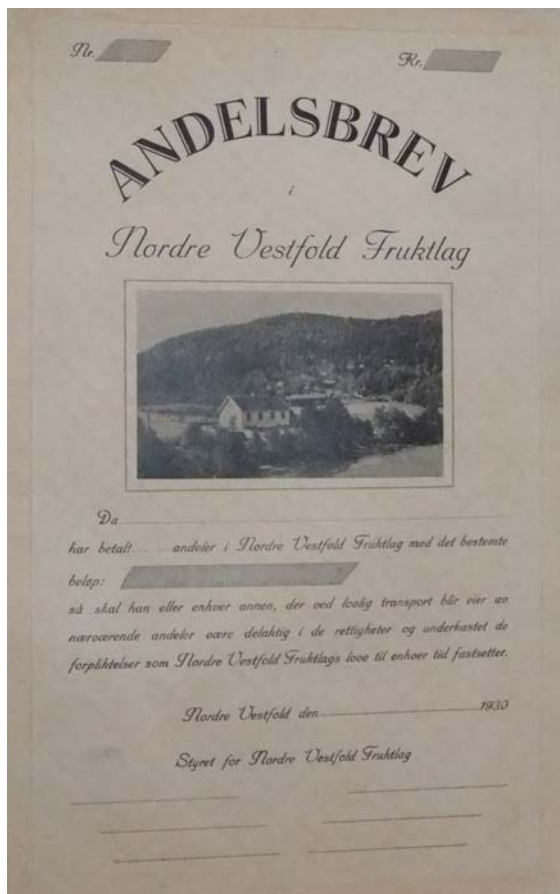 Nr.
Kr.
ANDELSBREV
i
Nordre Vestfold Fruktlag
Da
har betalt andeler i Nordre Vestfold Fruktlag med det bestemte
beløp:
så skal han eller enhver annen, der ved lovlig transport blir eier av
nærværende andeler være delaktig i de rettigheter og underkastet de
forpliktelser som Nordre Vestfold Fruktlags love til enhver tid fastsetter.
Nordre Vestfold den 1930
Styret for Nordre Vestfold Fruktlag